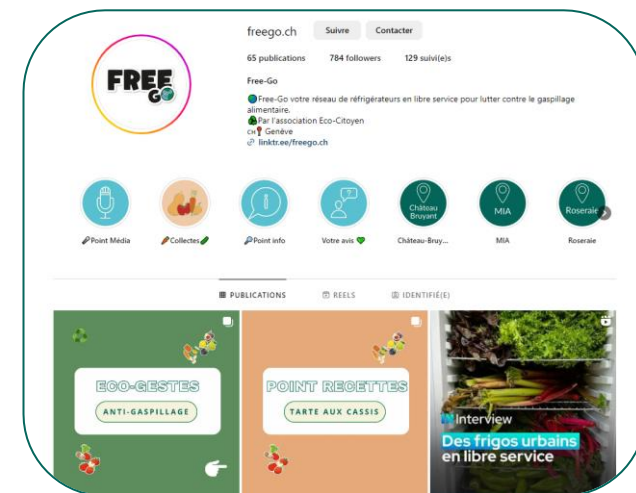 freego.ch Suivre Contacter
65 publications 784 followers 129 suivi(e)s
FREE
GO
Free-Go
Free-Go votre réseau de réfrigérateurs en libre service pour lutter contre le gaspillage
alimentaire.
Par l'association Eco-Citoyen
CH Genève
linktr.ee/freego.ch
Château
Bruyant
MIA
Roseraie
Point Média
Collectes
Point info
Votre avis
Château-Bruy...
MIA
Roseraie
PUBLICATIONS REELS IDENTIFIÉ(E)
ECO-GESTES
ANTI-GASPILLAGE
POINT RECETTES
TARTE AUX CASSIS
Interview
Des frigos urbains
en libre service